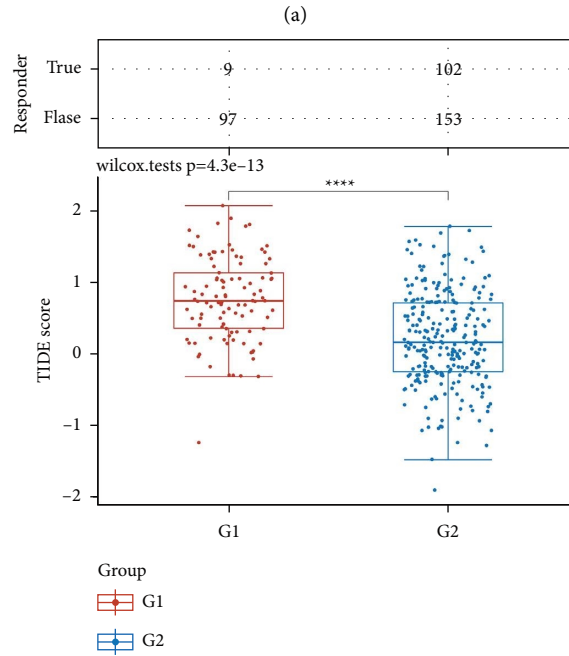 (a)
Responder
True 9 102
Flase 97 153
wilcox.tests p=4.3e–13
****
TIDE score
2
1
0
–1
–2
G1 G2
Group
G1
G2